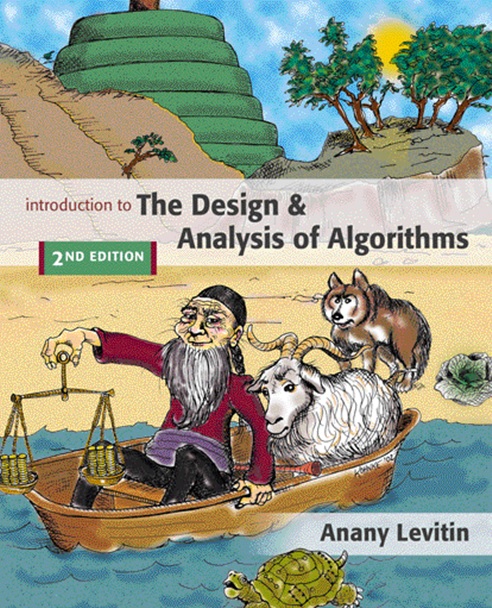 introduction to The Design &
Analysis of Algorithms
2ND EDITION
Anany Levitin